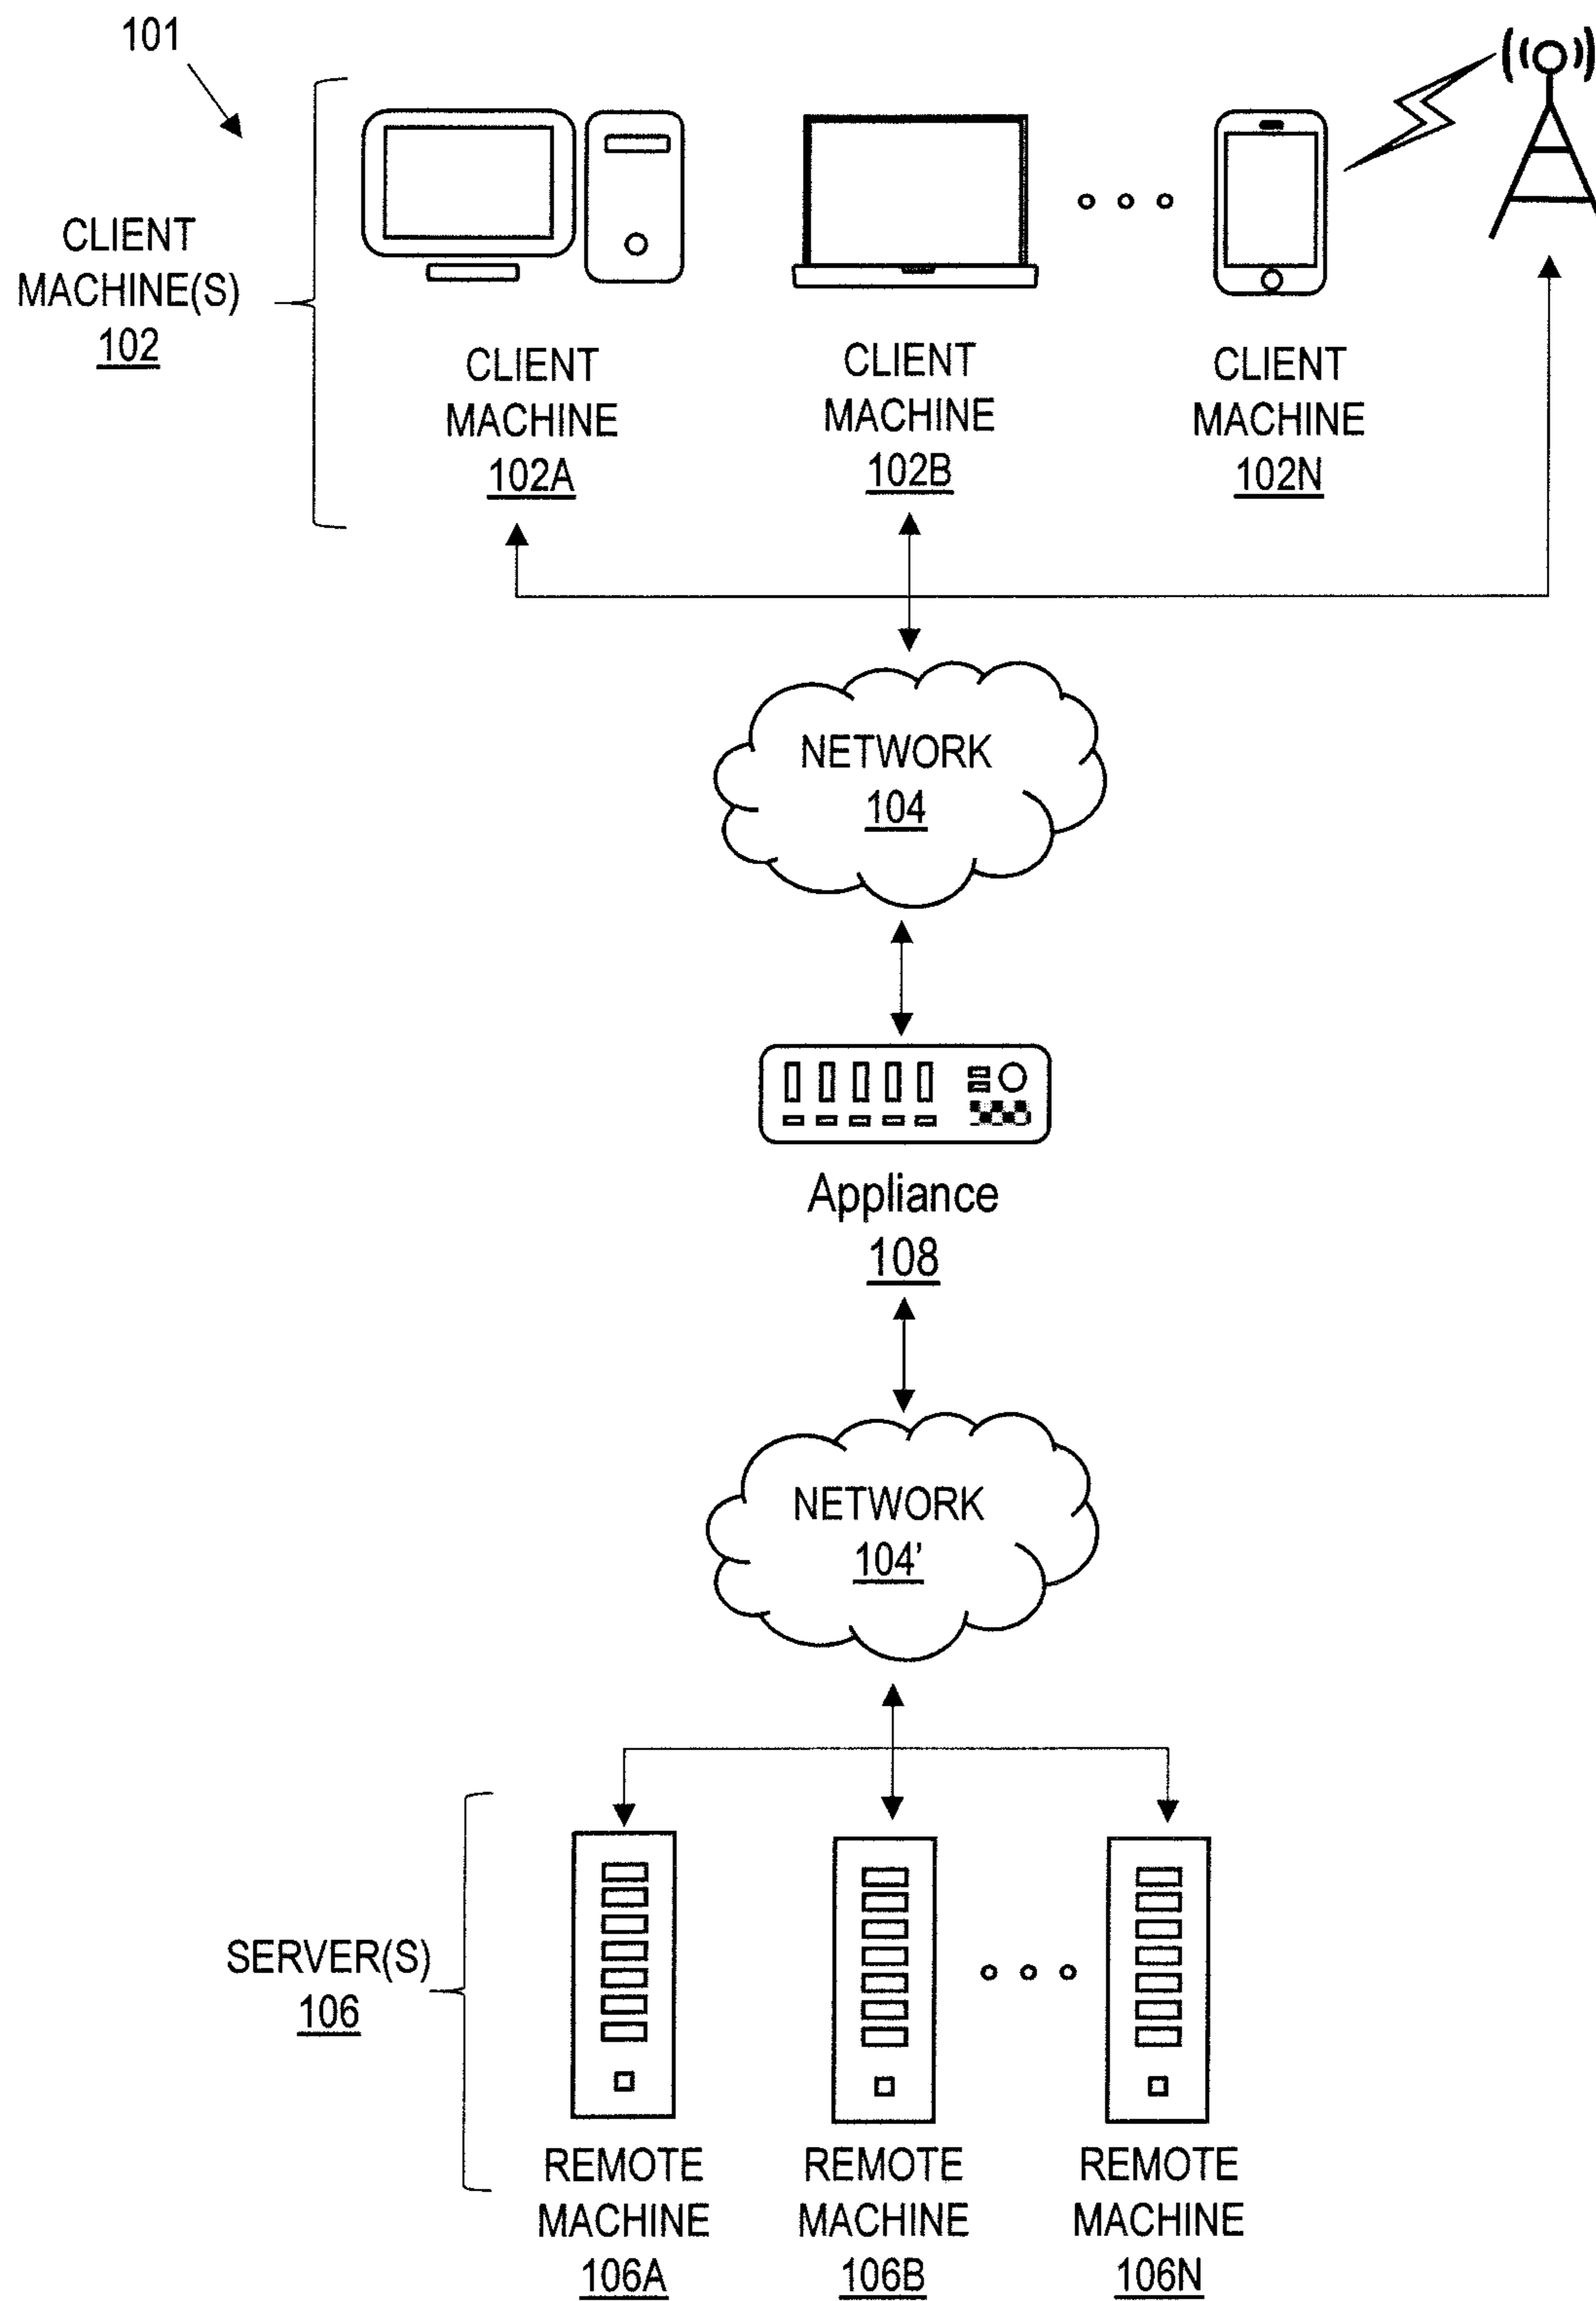 101
CLIENT
MACHINE(S)
102
CLIENT
MACHINE
102A
CLIENT
MACHINE
102B
CLIENT
MACHINE
102N
NETWORK
104
Appliance
108
NETWORK
104'
SERVER(S)
106
REMOTE
MACHINE
106A
REMOTE
MACHINE
106B
REMOTE
MACHINE
106N